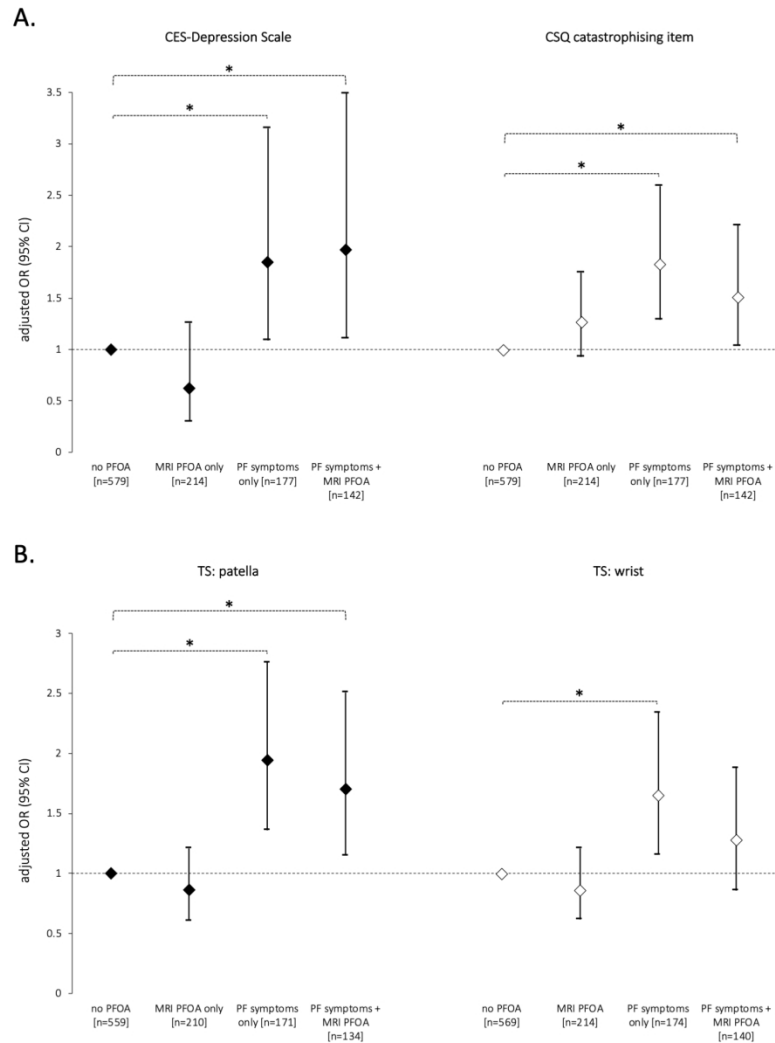 A.
CES-Depression Scale
CSQ catastrophising item
*
*
*
*
3.5
3
2.5
2
1.5
1
0.5
0
adjusted OR (95% CI)
no PFOA
[n=579]
MRI PFOA only
[n=214]
PF symptoms
only [n=177]
PF symptoms +
MRI PFOA
[n=142]
no PFOA
[n=579]
MRI PFOA only
[n=214]
PF symptoms
only [n=177]
PF symptoms +
MRI PFOA
[n=142]
B.
TS: patella
TS: wrist
*
*
*
3
2.5
2
1.5
1
0.5
0
adjusted OR (95% CI)
no PFOA
[n=559]
MRI PFOA only
[n=210]
PF symptoms
only [n=171]
PF symptoms +
MRI PFOA
[n=134]
no PFOA
[n=569]
MRI PFOA
[n=214]
PF symptoms
only [n=174]
PF symptoms +
MRI PFOA
[n=140]